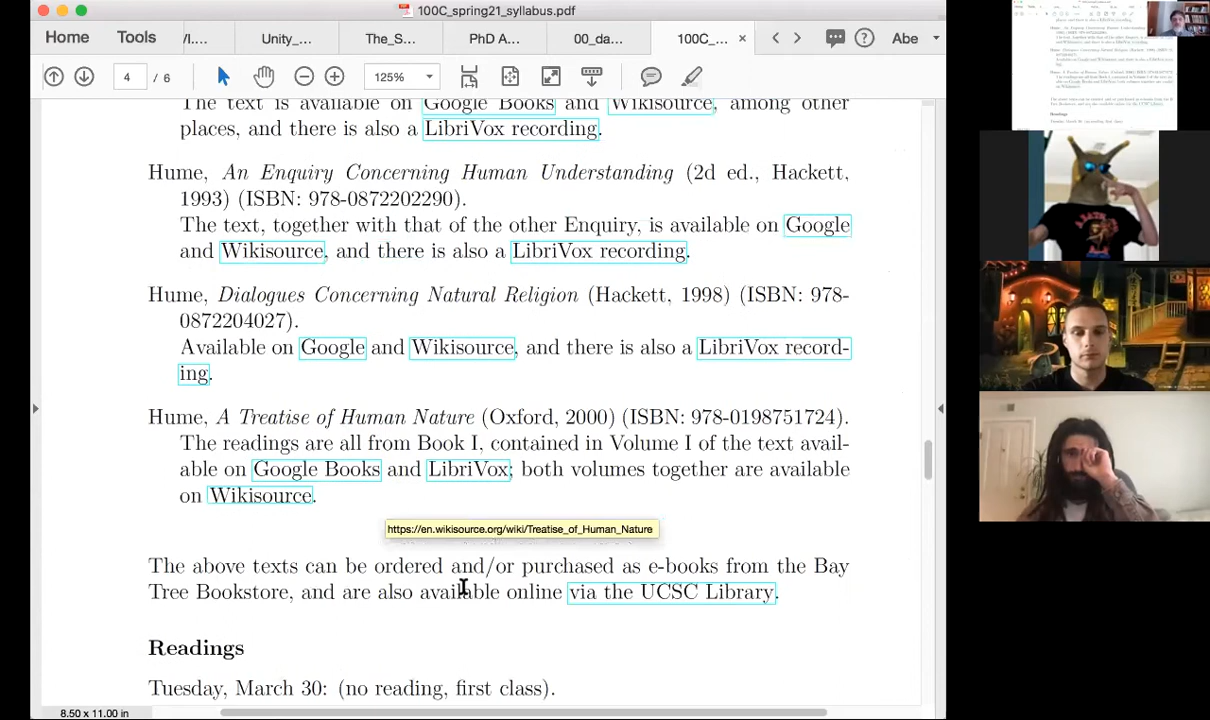 100C_spring21_syllabus.pdf
Home Tools /I.... Unity_... Phil_A... 100C_... Abe
4 / 6 125%
The text is available on Google Books and Wikisource, among other
places, and there is also a LibriVox recording.
Hume, An Enquiry Concerning Human Understanding (2d ed., Hackett,
1993) (ISBN: 978-0872202290).
The text, together with that of the other Enquiry, is available on Google
and Wikisource, and there is also a LibriVox recording.
Hume, Dialogues Concerning Natural Religion (Hackett, 1998) (ISBN: 978-
0872204027).
Available on Google and Wikisource, and there is also a LibriVox record-
ing.
Hume, A Treatise of Human Nature (Oxford, 2000) (ISBN: 978-0198751724).
The readings are all from Book I, contained in Volume I of the text avail-
able on Google Books and LibriVox; both volumes together are available
on Wikisource.
https://en.wikisource.org/wiki/Treatise_of_Human_Nature
The above texts can be ordered and/or purchased as e-books from the Bay
Tree Bookstore, and are also available online via the UCSC Library.
Readings
Tuesday, March 30: (no reading, first class).
8.50 x 11.00 in